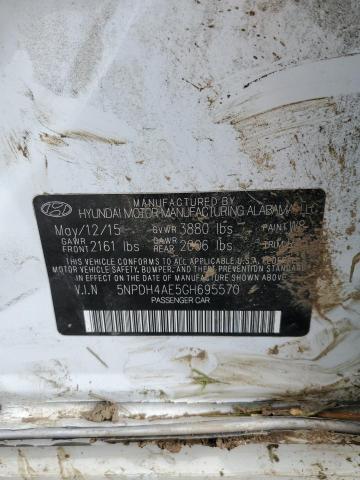 MANUFACTURED BY
HYUNDAI MOTOR MANUFACTURING ALABAMA, LLC
May/12/15 GVWR 3880 lbs PAINT
GAWR FRONT 2161 lbs GAWR REAR 2006 lbs TRIM
THIS VEHICLE CONFORMS TO ALL APPLICABLE U.S. FEDERAL
MOTOR VEHICLE SAFETY, BUMPER, AND THEFT PREVENTION
STANDARDS IN EFFECT ON THE DATE OF MANUFACTURE
SHOWN ABOVE.
V.I.N 5NPDH4AE5GH695570
PASSENGER CAR